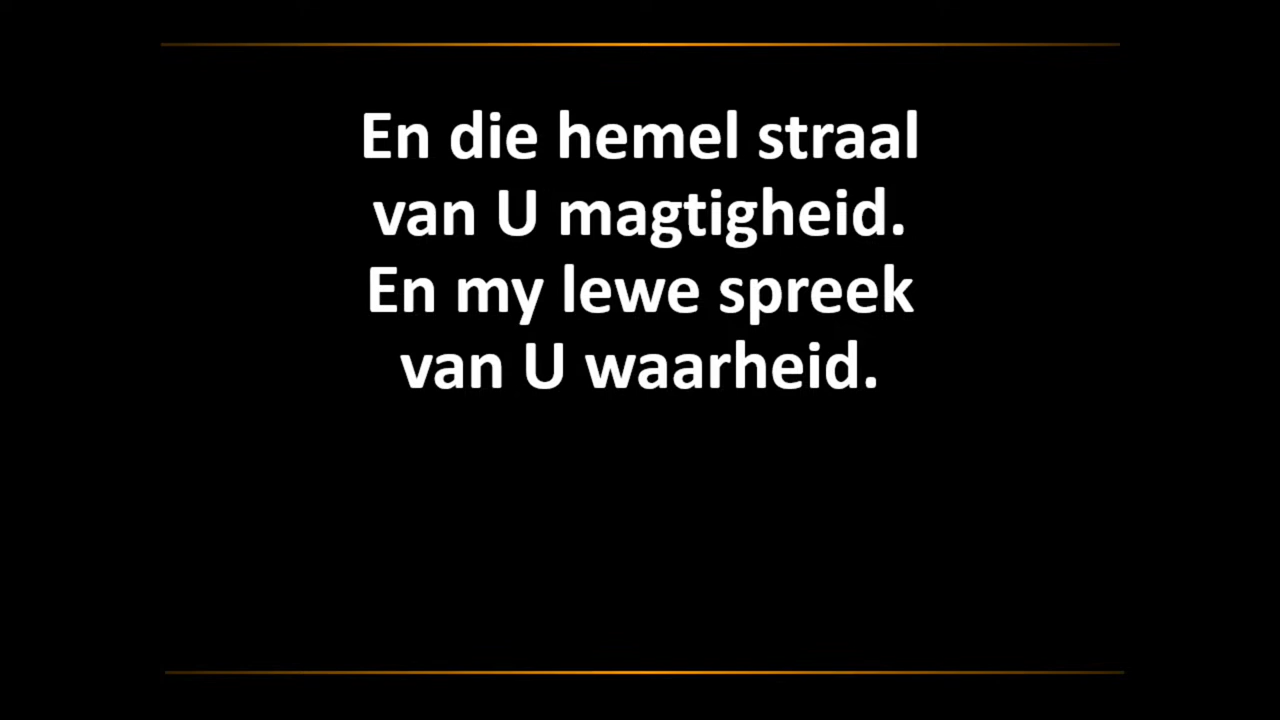 En die hemel straal
van U magtigheid.
En my lewe spreek
van U waarheid.